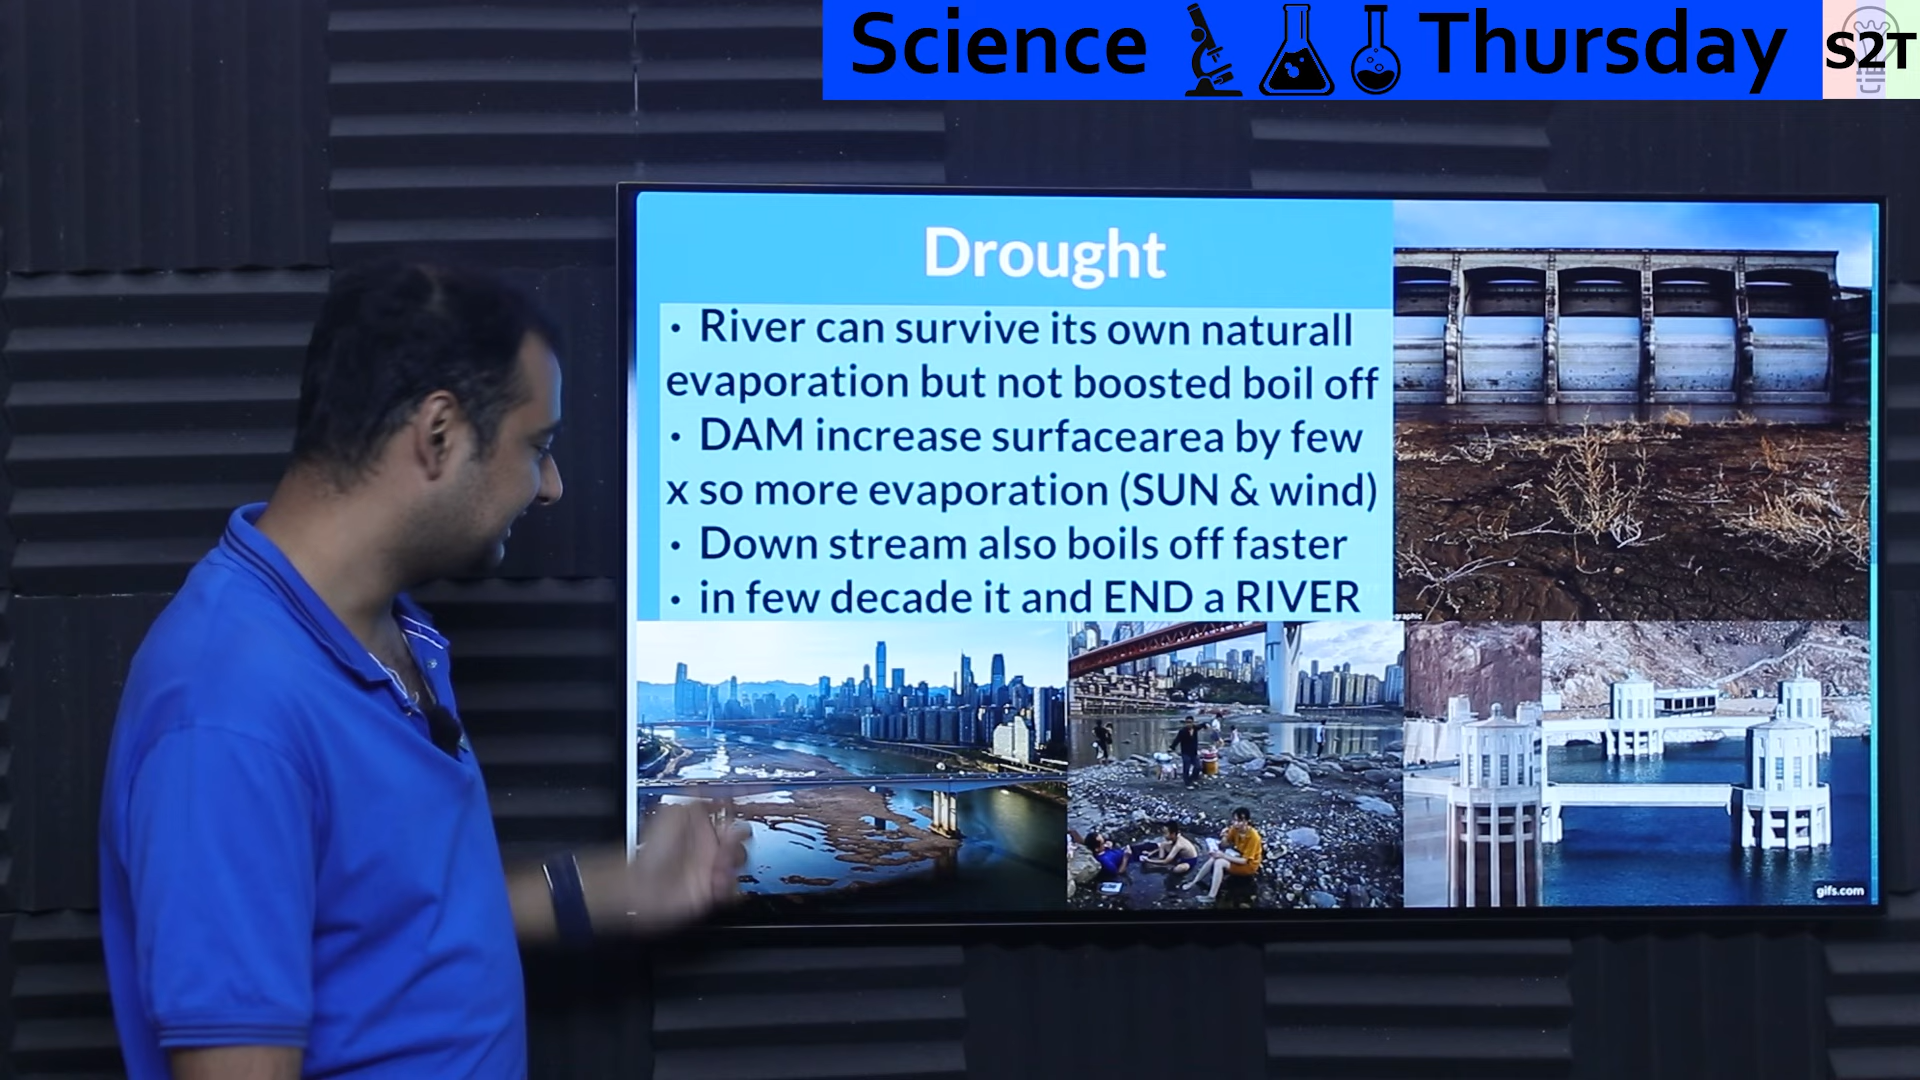 Science Thursday
S2T
Drought
• River can survive its own naturall
evaporation but not boosted boil off
• DAM increase surfacearea by few
x so more evaporation (SUN & wind)
• Down stream also boils off faster
• in few decade it and END a RIVER
gifs.com